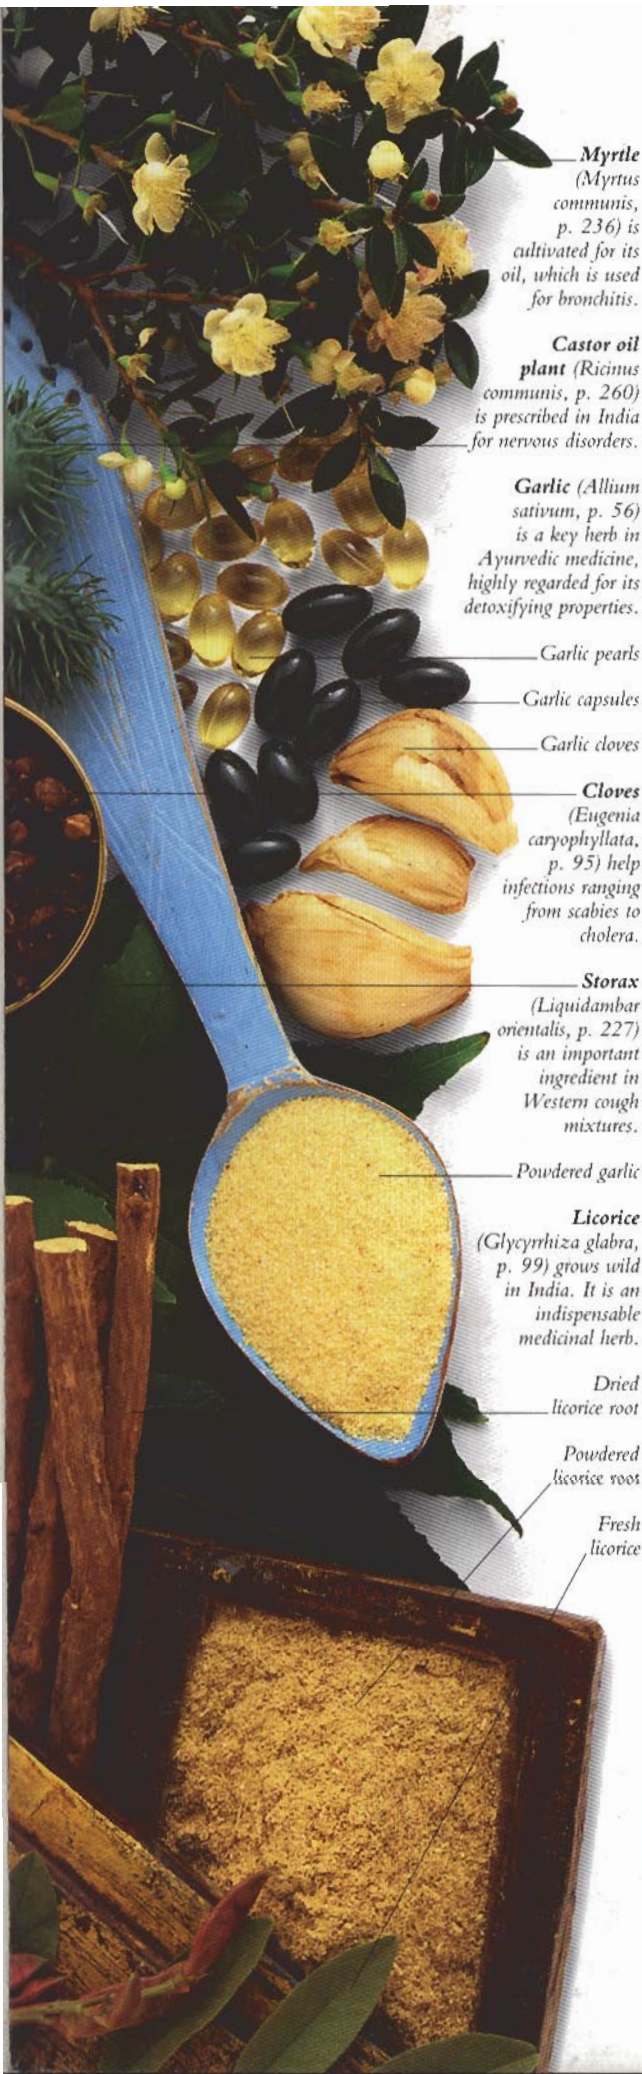 Myrtle
(Myrtus
communis,
p. 236) is
cultivated for its
oil, which is used
for bronchitis.
Castor oil
plant (Ricinus
communis, p. 260)
is prescribed in India
for nervous disorders.
Garlic (Allium
sativum, p. 56)
is a key herb in
Ayurvedic medicine,
highly regarded for its
detoxifying properties.
Garlic pearls
Garlic capsules
Garlic cloves
Cloves
(Eugenia
caryophyllata,
p. 95) help
infections ranging
from scabies to
cholera.
Storax
(Liquidambar
orientalis, p. 227)
is an important
ingredient in
Western cough
mixtures.
Powdered garlic
Licorice
(Glycyrrhiza glabra,
p. 99) grows wild
in India. It is an
indispensable
medicinal herb.
Dried
licorice root
Powdered
licorice root
Fresh
licorice